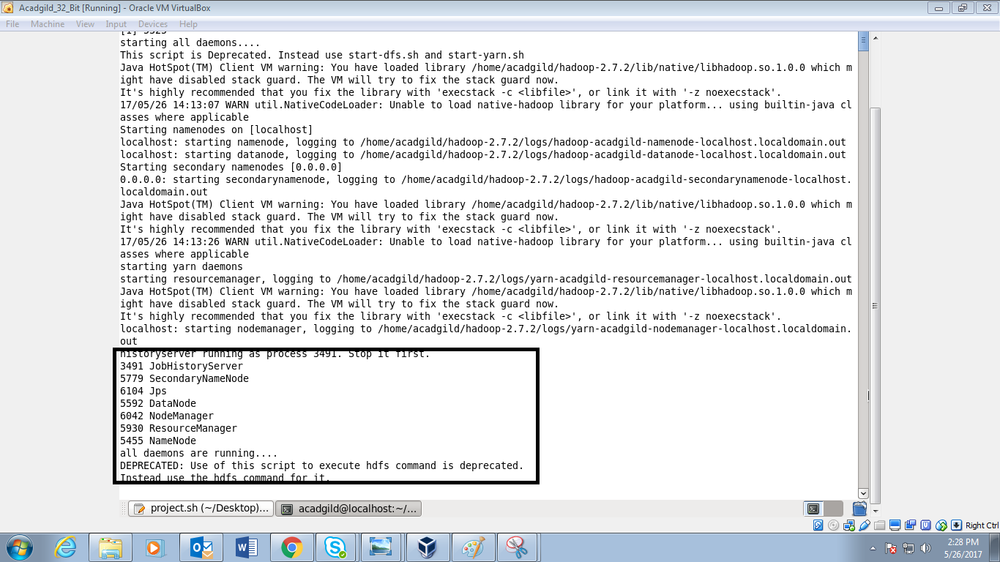 Acadgild_32_Bit [Running] - Oracle VM VirtualBox
File Machine View Input Devices Help
[1] 5325
starting all daemons....
This script is Deprecated. Instead use start-dfs.sh and start-yarn.sh
Java HotSpot(TM) Client VM warning: You have loaded library /home/acadgild/hadoop-2.7.2/lib/native/libhadoop.so.1.0.0 which m
ight have disabled stack guard. The VM will try to fix the stack guard now.
It's highly recommended that you fix the library with 'execstack -c <libfile>', or link it with '-z noexecstack'.
17/05/26 14:13:07 WARN util.NativeCodeLoader: Unable to load native-hadoop library for your platform... using builtin-java cl
asses where applicable
Starting namenodes on [localhost]
localhost: starting namenode, logging to /home/acadgild/hadoop-2.7.2/logs/hadoop-acadgild-namenode-localhost.localdomain.out
localhost: starting datanode, logging to /home/acadgild/hadoop-2.7.2/logs/hadoop-acadgild-datanode-localhost.localdomain.out
Starting secondary namenodes [0.0.0.0]
0.0.0.0: starting secondarynamenode, logging to /home/acadgild/hadoop-2.7.2/logs/hadoop-acadgild-secondarynamenode-localhost.
localdomain.out
Java HotSpot(TM) Client VM warning: You have loaded library /home/acadgild/hadoop-2.7.2/lib/native/libhadoop.so.1.0.0 which m
ight have disabled stack guard. The VM will try to fix the stack guard now.
It's highly recommended that you fix the library with 'execstack -c <libfile>', or link it with '-z noexecstack'.
17/05/26 14:13:26 WARN util.NativeCodeLoader: Unable to load native-hadoop library for your platform... using builtin-java cl
asses where applicable
starting yarn daemons
starting resourcemanager, logging to /home/acadgild/hadoop-2.7.2/logs/yarn-acadgild-resourcemanager-localhost.localdomain.out
Java HotSpot(TM) Client VM warning: You have loaded library /home/acadgild/hadoop-2.7.2/lib/native/libhadoop.so.1.0.0 which m
ight have disabled stack guard. The VM will try to fix the stack guard now.
It's highly recommended that you fix the library with 'execstack -c <libfile>', or link it with '-z noexecstack'.
localhost: starting nodemanager, logging to /home/acadgild/hadoop-2.7.2/logs/yarn-acadgild-nodemanager-localhost.localdomain.
out
historyserver running as process 3491. Stop it first.
3491 JobHistoryServer
5779 SecondaryNameNode
6104 Jps
5592 DataNode
6042 NodeManager
5930 ResourceManager
5455 NameNode
all daemons are running....
DEPRECATED: Use of this script to execute hdfs command is deprecated.
Instead use the hdfs command for it.
project.sh (~/Desktop)... acadgild@localhost:~/...
Right Ctrl
2:28 PM
5/26/2017